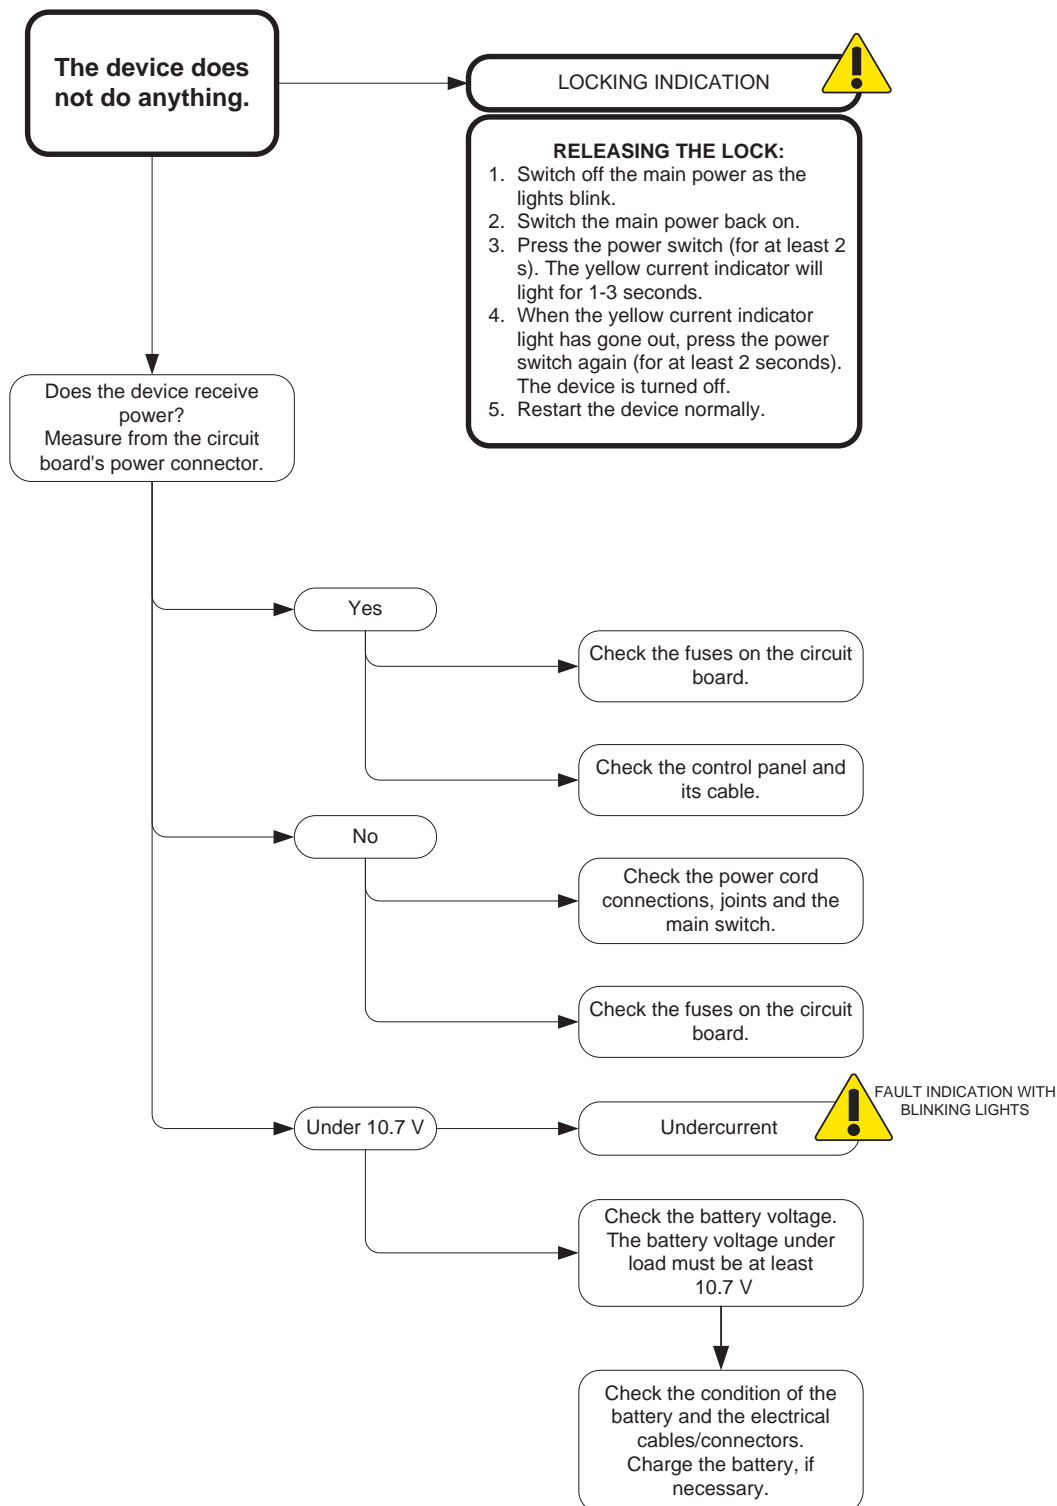 The device does
not do anything.
LOCKING INDICATION
RELEASING THE LOCK:
1. Switch off the main power as the
lights blink.
2. Switch the main power back on.
3. Press the power switch (for at least 2
s). The yellow current indicator will
light for 1-3 seconds.
4. When the yellow current indicator
light has gone out, press the power
switch again (for at least 2 seconds).
The device is turned off.
5. Restart the device normally.
Does the device receive
power?
Measure from the circuit
board's power connector.
Yes
Check the fuses on the circuit
board.
Check the control panel and
its cable.
No
Check the power cord
connections, joints and the
main switch.
Check the fuses on the circuit
board.
Under 10.7 V
Undercurrent
FAULT INDICATION WITH
BLINKING LIGHTS
Check the battery voltage.
The battery voltage under
load must be at least
10.7 V
Check the condition of the
battery and the electrical
cables/connectors.
Charge the battery, if
necessary.